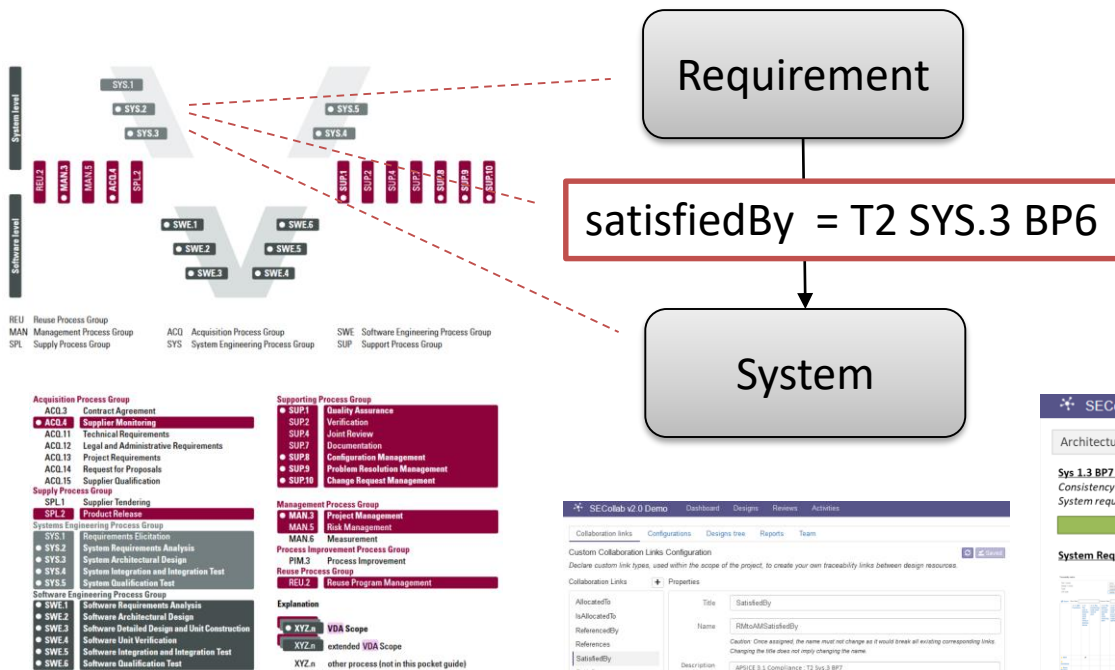 Requirement
satisfiedBy = T2 SYS.3 BP6
System
System level
Software level
SYS.1
SYS.2
SYS.3
SYS.5
SYS.4
REU.2
MAN.3
MAN.5
ACQ.4
SPL.2
SUP.1
SUP.2
SUP.4
SUP.7
SUP.8
SUP.9
SUP.10
SWE.1
SWE.2
SWE.3
SWE.6
SWE.5
SWE.4
REU Reuse Process Group
MAN Management Process Group ACQ Acquisition Process Group SWE Software Engineering Process Group
SPL Supply Process Group SYS System Engineering Process Group SUP Support Process Group
Acquisition Process Group
ACQ.3 Contract Agreement
ACQ.4 Supplier Monitoring
ACQ.11 Technical Requirements
ACQ.12 Legal and Administrative Requirements
ACQ.13 Project Requirements
ACQ.14 Request for Proposals
ACQ.15 Supplier Qualification
Supply Process Group
SPL.1 Supplier Tendering
SPL.2 Product Release
Systems Engineering Process Group
SYS.1 Requirements Elicitation
SYS.2 System Requirements Analysis
SYS.3 System Architectural Design
SYS.4 System Integration and Integration Test
SYS.5 System Qualification Test
Software Engineering Process Group
SWE.1 Software Requirements Analysis
SWE.2 Software Architectural Design
SWE.3 Software Detailed Design and Unit Construction
SWE.4 Software Unit Verification
SWE.5 Software Integration and Integration Test
SWE.6 Software Qualification Test
Supporting Process Group
SUP.1 Quality Assurance
SUP.2 Verification
SUP.4 Joint Review
SUP.7 Documentation
SUP.8 Configuration Management
SUP.9 Problem Resolution Management
SUP.10 Change Request Management
Management Process Group
MAN.3 Project Management
MAN.5 Risk Management
MAN.6 Measurement
Process Improvement Process Group
PIM.3 Process Improvement
Reuse Process Group
REU.2 Reuse Program Management
Explanation
XYZ.n VDA Scope
XYZ.n extended VDA Scope
XYZ.n other process (not in this pocket guide)
SECollab v2.0 Demo Dashboard Designs Reviews Activities
Collaboration links Configurations Designs tree Reports Team
Custom Collaboration Links Configuration Saved
Declare custom link types, used within the scope of the project, to create your own traceability links between design resources.
Collaboration Links + Properties
AllocatedTo
IsAllocatedTo
ReferencedBy
References
SatisfiedBy
Title SatisfiedBy
Name RMtoAMSatisfiedBy
Caution: Once assigned, the name must not change as it would break all existing corresponding links.
Changing the title does not imply changing the name.
Description APSICE 3.1 Compliance : T2 Sys.3 BP7
SECo
Architectu
Sys 1.3 BP7
Consistency
System requ
System Req